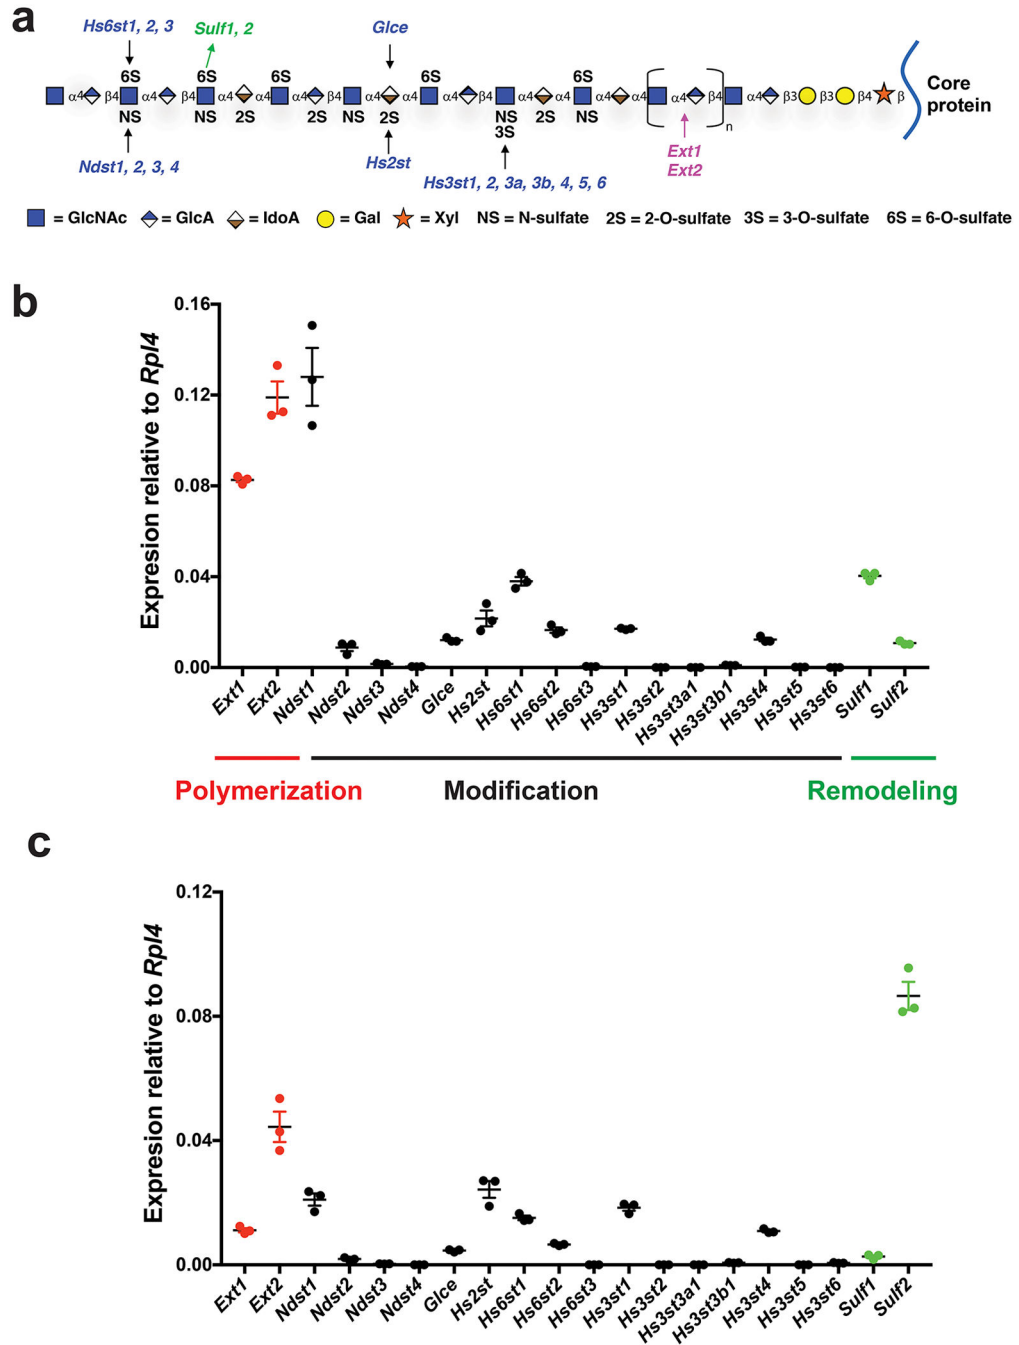 a
Hs6st1, 2, 3
Sulf1, 2
Glce
6S 6S 6S 6S 6S
α4 β4 α4 β4 α4 α4 α4 β4 α4 α4 α4 β4 α4 α4 α4 α4 α4 β4 α4 β3 β3 β4 β
NS NS 2S 2S NS 2S NS 2S NS
3S
n
Core
protein
Ndst1, 2, 3, 4
Hs2st
Hs3st1, 2, 3a, 3b, 4, 5, 6
Ext1
Ext2
= GlcNAc = GlcA = IdoA = Gal = Xyl NS = N-sulfate 2S = 2-O-sulfate 3S = 3-O-sulfate 6S = 6-O-sulfate
b
Expresion relative to Rpl4
0.16
0.12
0.08
0.04
0.00
Ext1 Ext2 Ndst1 Ndst2 Ndst3 Ndst4 Glce Hs2st Hs6st1 Hs6st2 Hs6st3 Hs3st1 Hs3st2 Hs3st3a1 Hs3st3b1 Hs3st4 Hs3st5 Hs3st6 Sulf1 Sulf2
Polymerization Modification Remodeling
c
Expresion relative to Rpl4
0.12
0.08
0.04
0.00
Ext1 Ext2 Ndst1 Ndst2 Ndst3 Ndst4 Glce Hs2st Hs6st1 Hs6st2 Hs6st3 Hs3st1 Hs3st2 Hs3st3a1 Hs3st3b1 Hs3st4 Hs3st5 Hs3st6 Sulf1 Sulf2